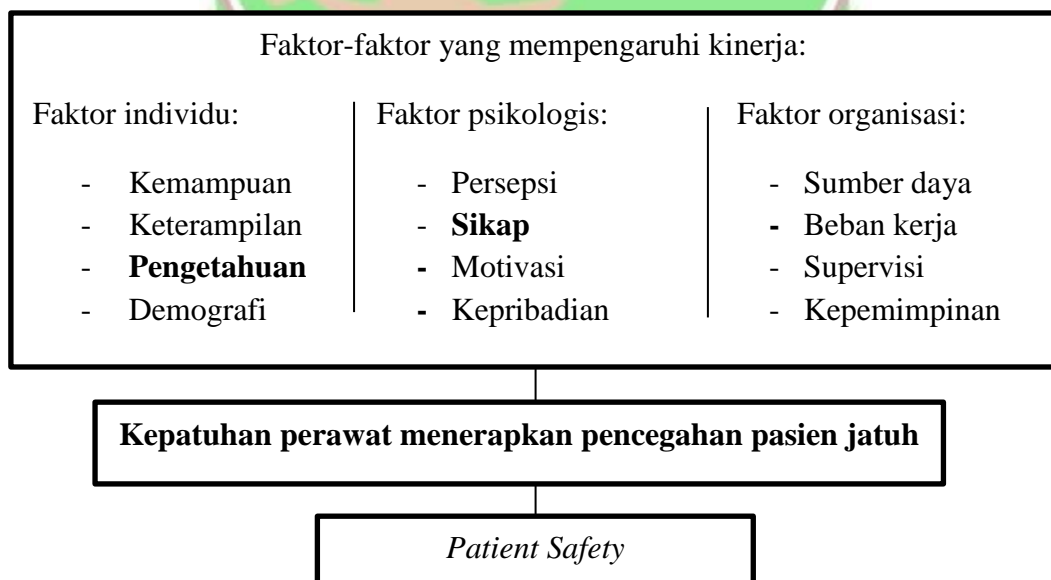 Faktor-faktor yang mempengaruhi kinerja:
Faktor individu:
- Kemampuan
- Keterampilan
- Pengetahuan
- Demografi
Faktor psikologis:
- Persepsi
- Sikap
- Motivasi
- Kepribadian
Faktor organisasi:
- Sumber daya
- Beban kerja
- Supervisi
- Kepemimpinan
Kepatuhan perawat menerapkan pencegahan pasien jatuh
Patient Safety